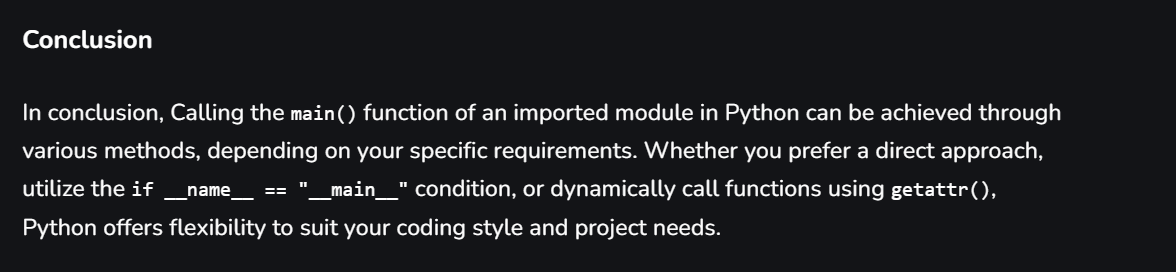 Conclusion
In conclusion, Calling the main() function of an imported module in Python can be achieved through
various methods, depending on your specific requirements. Whether you prefer a direct approach,
utilize the if __name__ == "__main__" condition, or dynamically call functions using getattr(),
Python offers flexibility to suit your coding style and project needs.